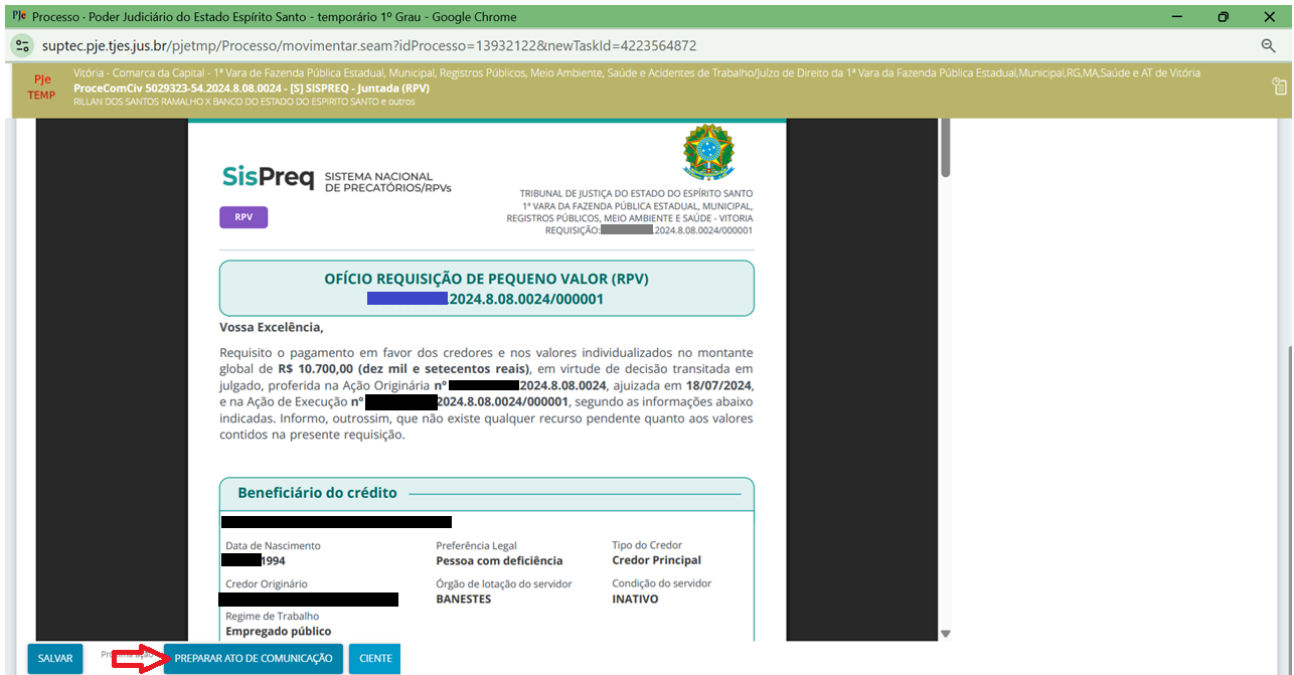 PJe Processo - Poder Judiciário do Estado Espírito Santo - temporário 1º Grau - Google Chrome
suptec.pje.tjes.jus.br/pjetmp/Processo/movimentar.seam?idProcesso=13932122&newTaskId=4223564872
PJe
TEMP
Vitória - Comarca da Capital - 1ª Vara de Fazenda Pública Estadual, Municipal, Registros Públicos, Meio Ambiente, Saúde e Acidentes de Trabalho/Juízo de Direito da 1ª Vara da Fazenda Pública Estadual,Municipal,RG,MA,Saúde e AT de Vitória
ProceComCiv 5029323-54.2024.8.08.0024 - [S] SISPREQ - Juntada (RPV)
RILLAN DOS SANTOS RAMALHO X BANCO DO ESTADO DO ESPIRITO SANTO e outros
SisPreq SISTEMA NACIONAL
DE PRECATÓRIOS/RPVs
RPV
TRIBUNAL DE JUSTIÇA DO ESTADO DO ESPÍRITO SANTO
1ª VARA DA FAZENDA PÚBLICA ESTADUAL, MUNICIPAL,
REGISTROS PÚBLICOS, MEIO AMBIENTE E SAÚDE - VITORIA
REQUISIÇÃO: .2024.8.08.0024/000001
OFÍCIO REQUISIÇÃO DE PEQUENO VALOR (RPV)
.2024.8.08.0024/000001
Vossa Excelência,
Requisito o pagamento em favor dos credores e nos valores individualizados no montante
global de R$ 10.700,00 (dez mil e setecentos reais), em virtude de decisão transitada em
julgado, proferida na Ação Originária nº 2024.8.08.0024, ajuizada em 18/07/2024,
e na Ação de Execução nº 2024.8.08.0024/000001, segundo as informações abaixo
indicadas. Informo, outrossim, que não existe qualquer recurso pendente quanto aos valores
contidos na presente requisição.
Beneficiário do crédito
Data de Nascimento Preferência Legal Tipo do Credor
1994 Pessoa com deficiência Credor Principal
Credor Originário Órgão de lotação do servidor Condição do servidor
BANESTES INATIVO
Regime de Trabalho
Empregado público
SALVAR PREPARAR ATO DE COMUNICAÇÃO CIENTE